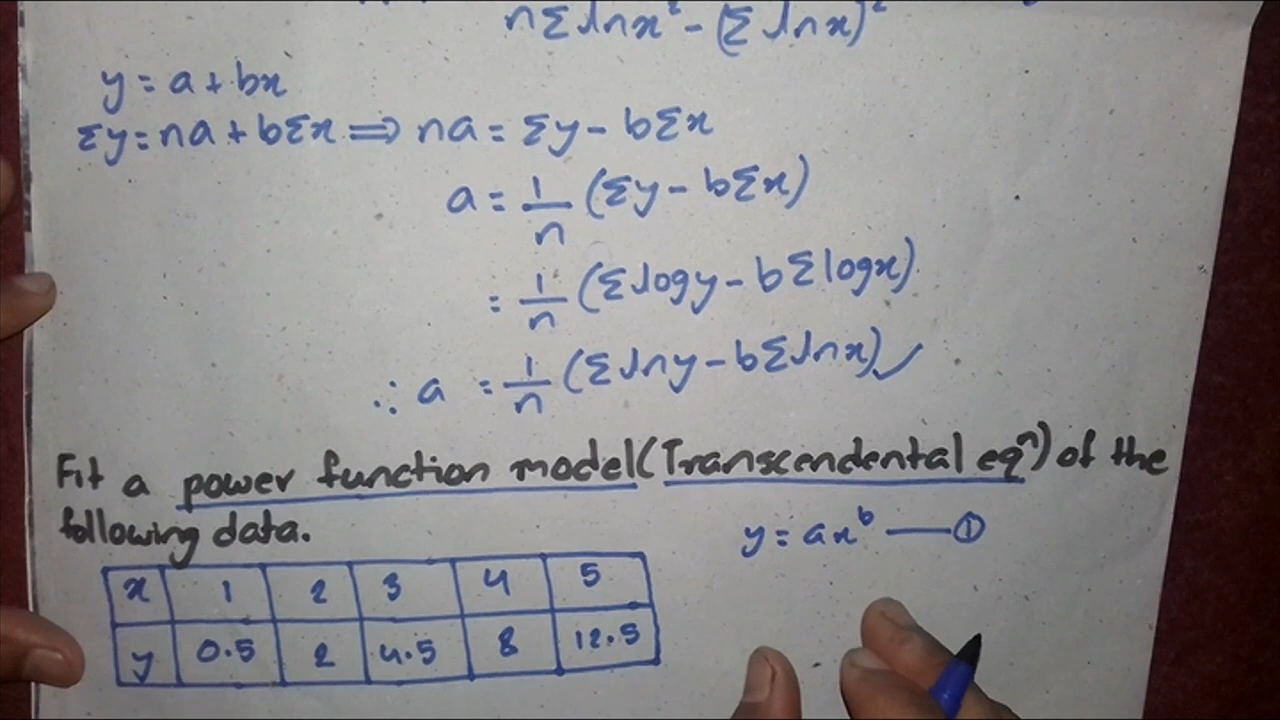 nΣlnx² - (Σlnx)²
y = a + bx
Σy = na + bΣx ⟹ na = Σy - bΣx
a = 1/n (Σy - bΣx)
= 1/n (Σlogy - bΣlogx)
∴ a = 1/n (Σlny - bΣlnx) ✓
Fit a power function model (Transcendental eqⁿ) of the
following data.
y = axᵇ —— ①
x 1 2 3 4 5
y 0.5 2 4.5 8 12.5